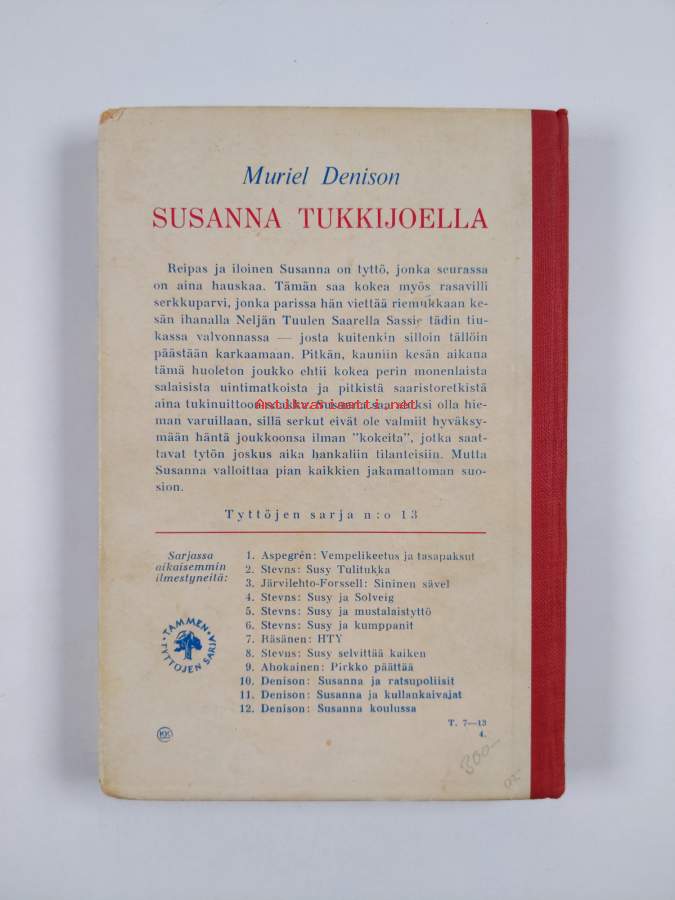 Muriel Denison
SUSANNA TUKKIJOELLA
Reipas ja iloinen Susanna on tyttö, jonka seurassa
on aina hauskaa. Tämän saa kokea myös rasavilli
serkkuparvi, jonka parissa hän viettää riemukkaan ke-
sän ihanalla Neljän Tuulen Saarella Sassie tädin tiu-
kassa valvonnassa — josta kuitenkin silloin tällöin
päästään karkaamaan. Pitkän, kauniin kesän aikana
tämä huoleton joukko ehtii kokea perin monenlaista
salaisista uintimatkoista ja pitkistä saaristoretkistä
aina tukinuittoon
Antikvariaatti.net
Susanna saa aluksi olla hie-
man varuillaan, sillä serkut eivät ole valmiit hyväksy-
mään häntä joukkoonsa ilman "kokeita", jotka saat-
tavat tytön joskus aika hankaliin tilanteisiin. Mutta
Susanna valloittaa pian kaikkien jakamattoman suo-
sion.
Tyttöjen sarja n:o 13
Sarjassa
aikaisemmin
ilmestyneitä:
1. Aspegrén: Vempelikeetus ja tasapaksut
2. Stevns: Susy Tulitukka
3. Järvilehto-Forssell: Sininen sävel
4. Stevns: Susy ja Solveig
5. Stevns: Susy ja mustalaistyttö
6. Stevns: Susy ja kumppanit
7. Räsänen: HTY
8. Stevns: Susy selvittää kaiken
9. Ahokainen: Pirkko päättää
10. Denison: Susanna ja ratsupoliisit
11. Denison: Susanna ja kullankaivajat
12. Denison: Susanna koulussa
TAMMEN
TYTTÖJEN SARJA
T. 7—13
4.
300-